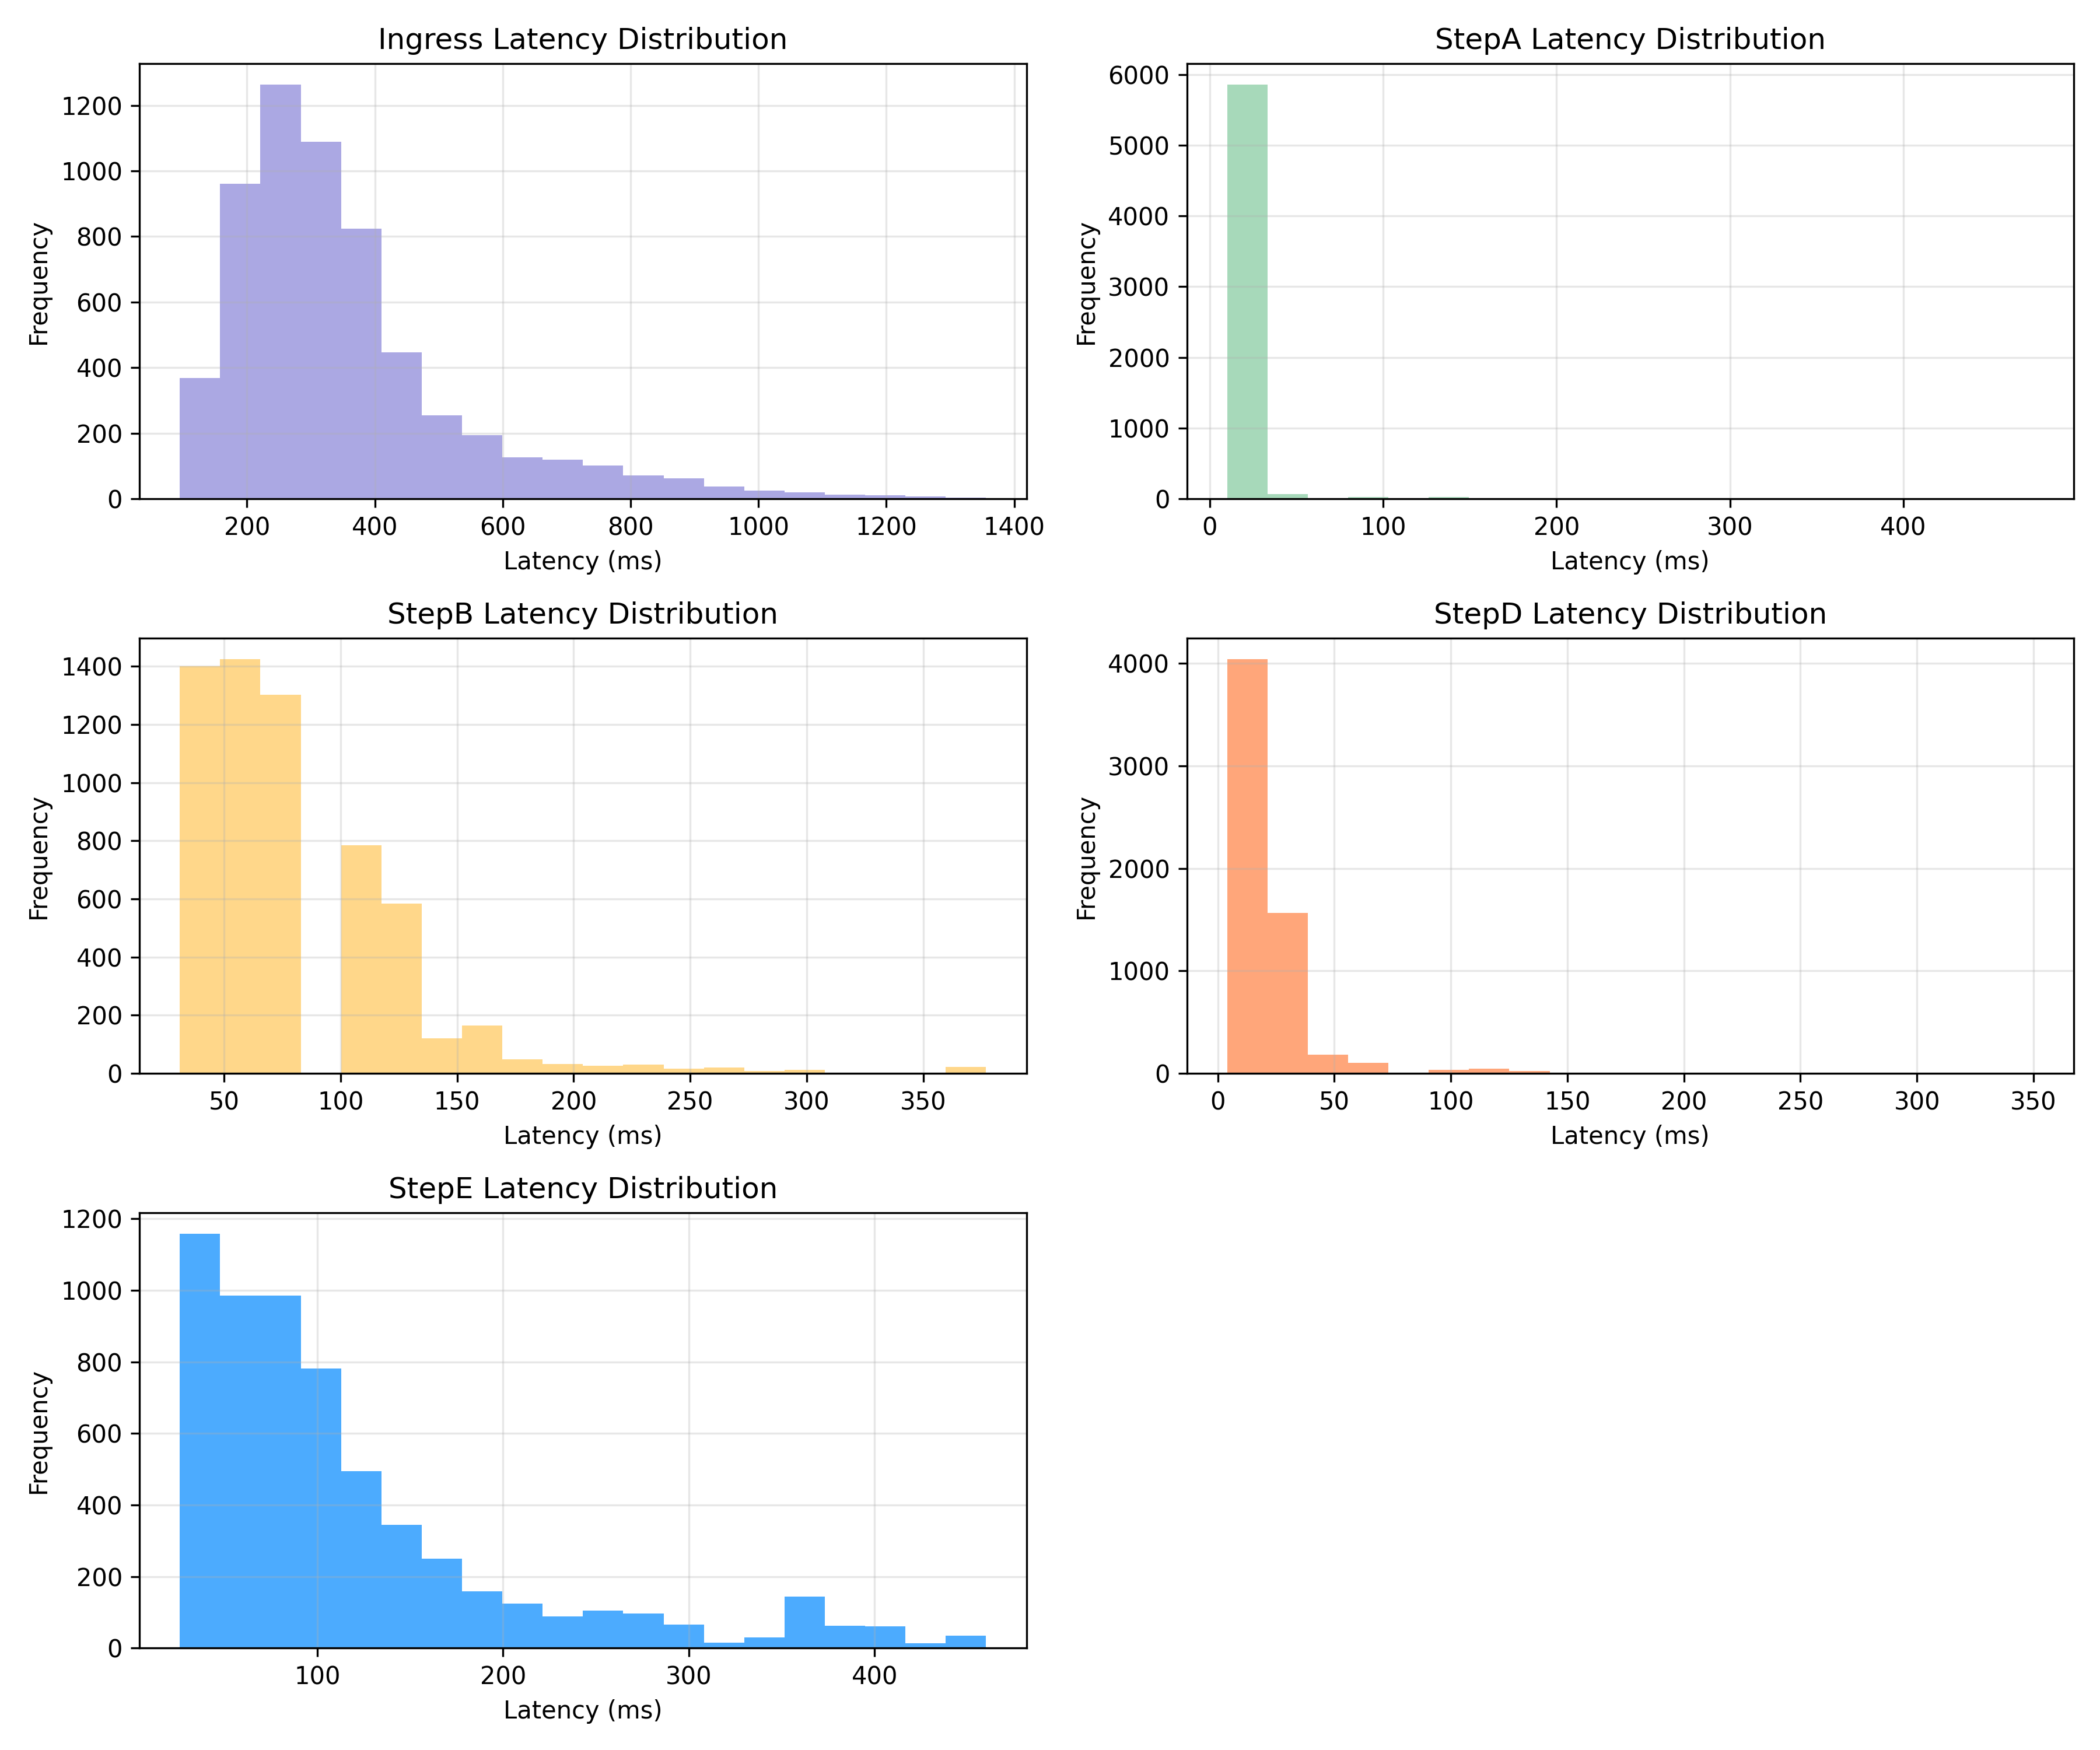 Ingress Latency Distribution
Frequency
1200
1000
800
600
400
200
0
200 400 600 800 1000 1200 1400
Latency (ms)
StepA Latency Distribution
Frequency
6000
5000
4000
3000
2000
1000
0
0 100 200 300 400
Latency (ms)
StepB Latency Distribution
Frequency
1400
1200
1000
800
600
400
200
0
50 100 150 200 250 300 350
Latency (ms)
StepD Latency Distribution
Frequency
4000
3000
2000
1000
0
0 50 100 150 200 250 300 350
Latency (ms)
StepE Latency Distribution
Frequency
1200
1000
800
600
400
200
0
100 200 300 400
Latency (ms)